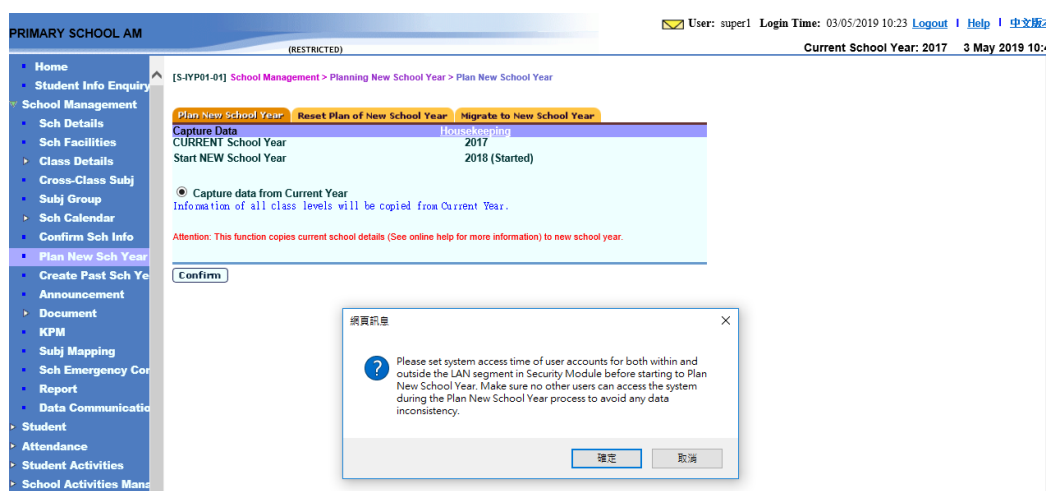 User: super1 Login Time: 03/05/2019 10:23 Logout | Help | 中文版
PRIMARY SCHOOL AM
(RESTRICTED)
Current School Year: 2017 3 May 2019 10:
Home
Student Info Enquiry
School Management
Sch Details
Sch Facilities
Class Details
Cross-Class Subj
Subj Group
Sch Calendar
Confirm Sch Info
Plan New Sch Year
Create Past Sch Ye
Announcement
Document
KPM
Subj Mapping
Sch Emergency Con
Report
Data Communicatio
Student
Attendance
Student Activities
School Activities Mana
[S-IYP01-01] School Management > Planning New School Year > Plan New School Year
Plan New School Year Reset Plan of New School Year Migrate to New School Year
Capture Data Housekeeping
CURRENT School Year 2017
Start NEW School Year 2018 (Started)
Capture data from Current Year
Information of all class levels will be copied from Current Year.
Attention: This function copies current school details (See online help for more information) to new school year.
Confirm
網頁訊息
Please set system access time of user accounts for both within and
outside the LAN segment in Security Module before starting to Plan
New School Year. Make sure no other users can access the system
during the Plan New School Year process to avoid any data
inconsistency.
確定 取消